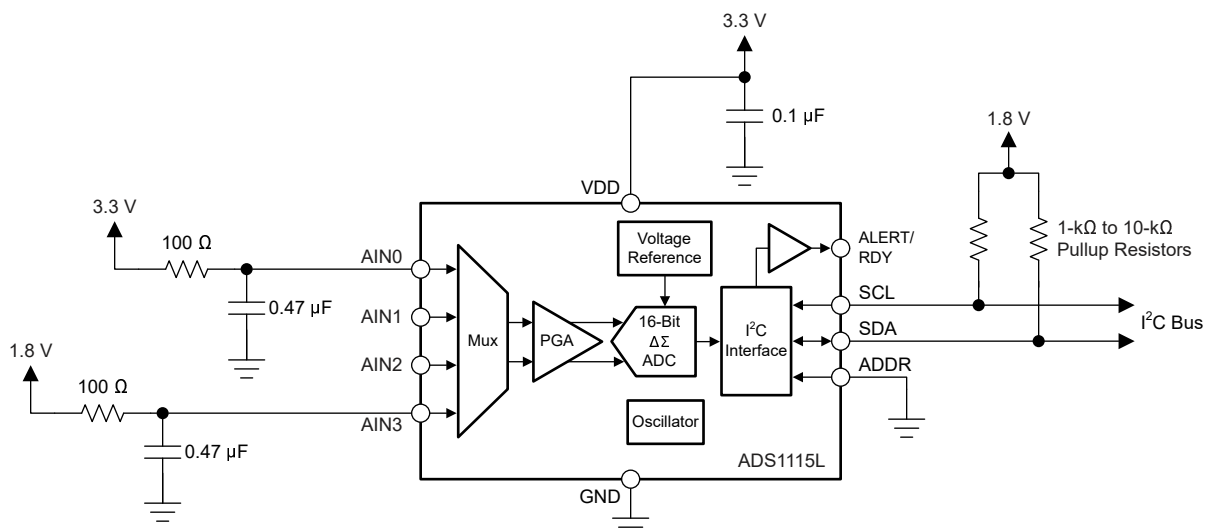 3.3 V
0.1 µF
1.8 V
VDD
1-kΩ to 10-kΩ
Pullup Resistors
3.3 V
100 Ω
0.47 µF
AIN0
AIN1
AIN2
AIN3
Mux
PGA
Voltage
Reference
16-Bit
ΔΣ
ADC
I²C
Interface
Oscillator
ADS1115L
ALERT/
RDY
SCL
SDA
ADDR
I²C Bus
1.8 V
100 Ω
0.47 µF
GND